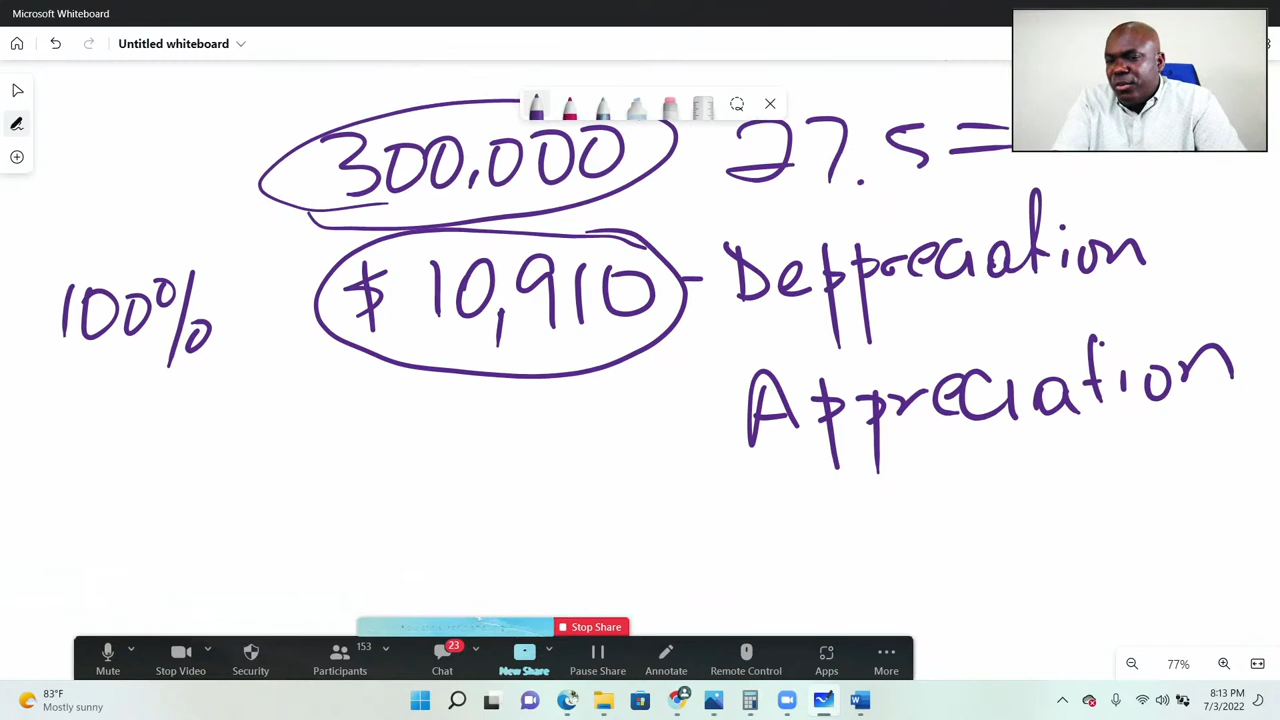 Microsoft Whiteboard
Untitled whiteboard
300,000 27.5 =
$ 10,910 - Deppreciation
100%
Appreciation
Stop Share
153
23
Mute Stop Video Security Participants Chat New Share Pause Share Annotate Remote Control Apps More
77%
83°F
Mostly sunny
8:13 PM
7/3/2022